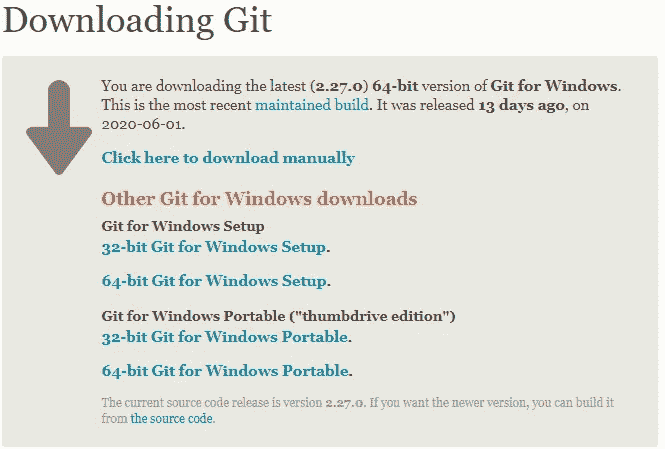 Downloading Git
You are downloading the latest (2.27.0) 64-bit version of Git for Windows.
This is the most recent maintained build. It was released 13 days ago, on
2020-06-01.
Click here to download manually
Other Git for Windows downloads
Git for Windows Setup
32-bit Git for Windows Setup.
64-bit Git for Windows Setup.
Git for Windows Portable ("thumbdrive edition")
32-bit Git for Windows Portable.
64-bit Git for Windows Portable.
The current source code release is version 2.27.0. If you want the newer version, you can build it
from the source code.